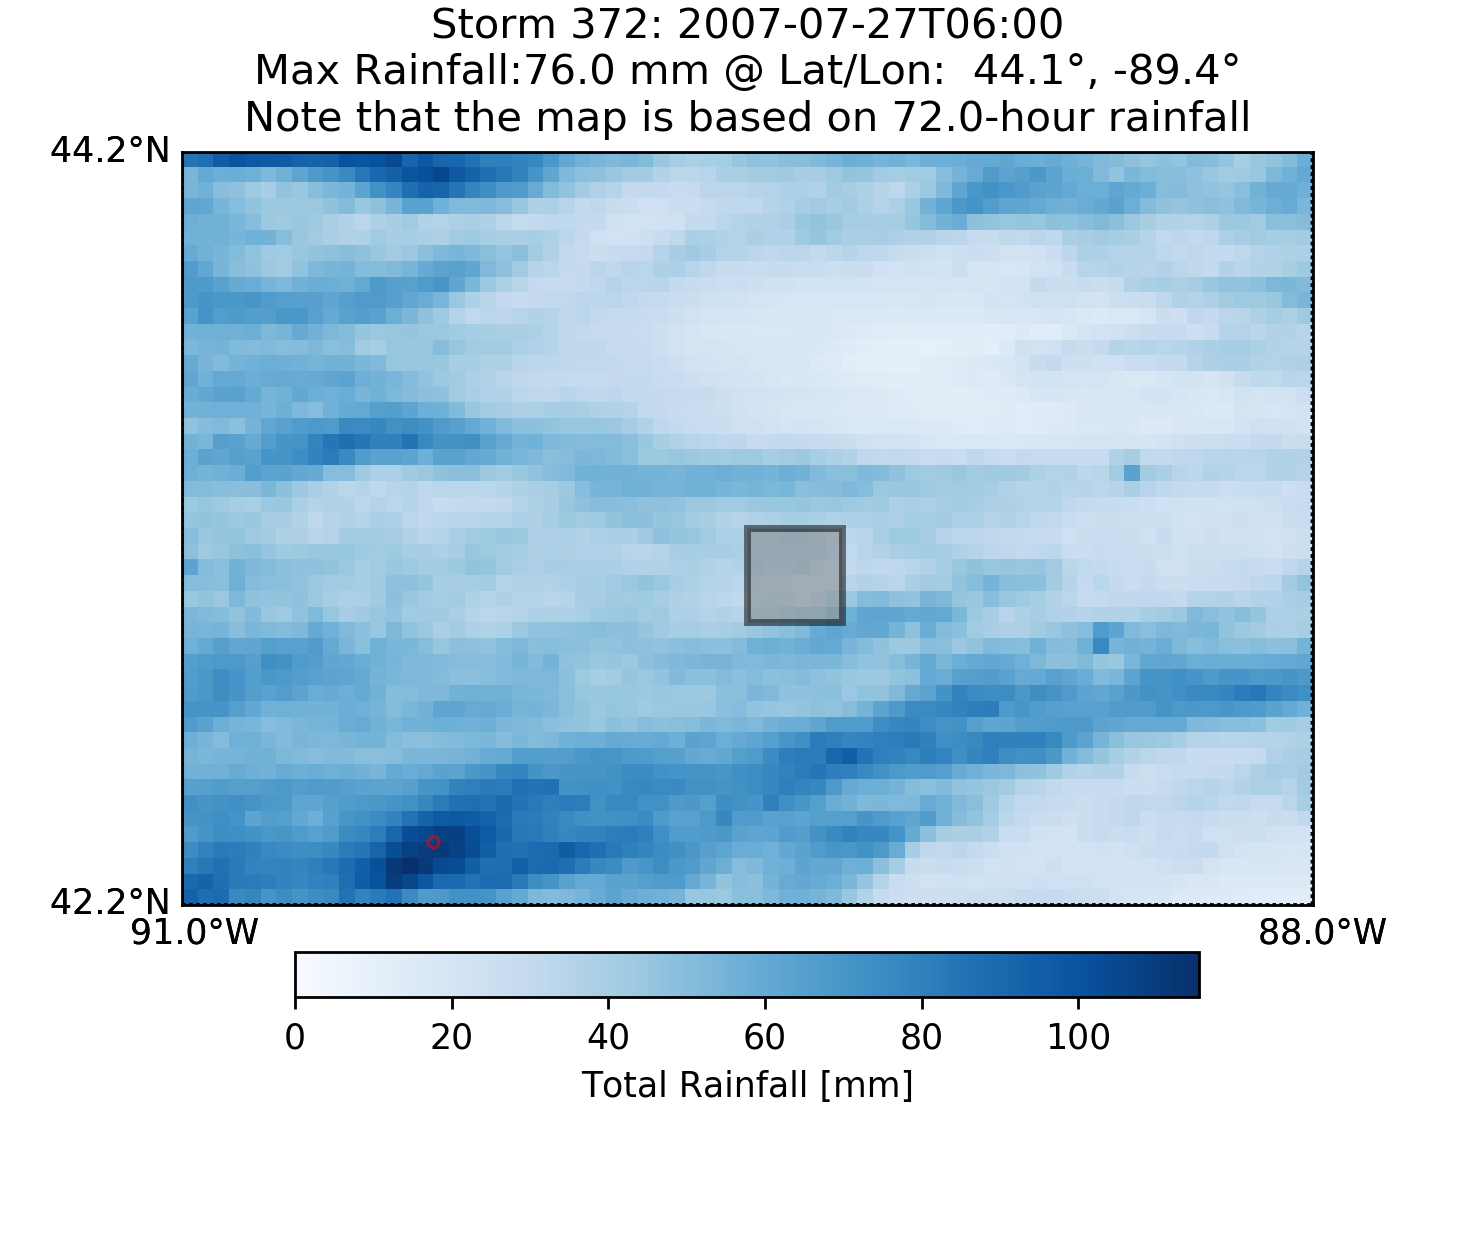 Storm 372: 2007-07-27T06:00
Max Rainfall:76.0 mm @ Lat/Lon:  44.1°, -89.4°
Note that the map is based on 72.0-hour rainfall
44.2°N
42.2°N
91.0°W 88.0°W
0 20 40 60 80 100
Total Rainfall [mm]